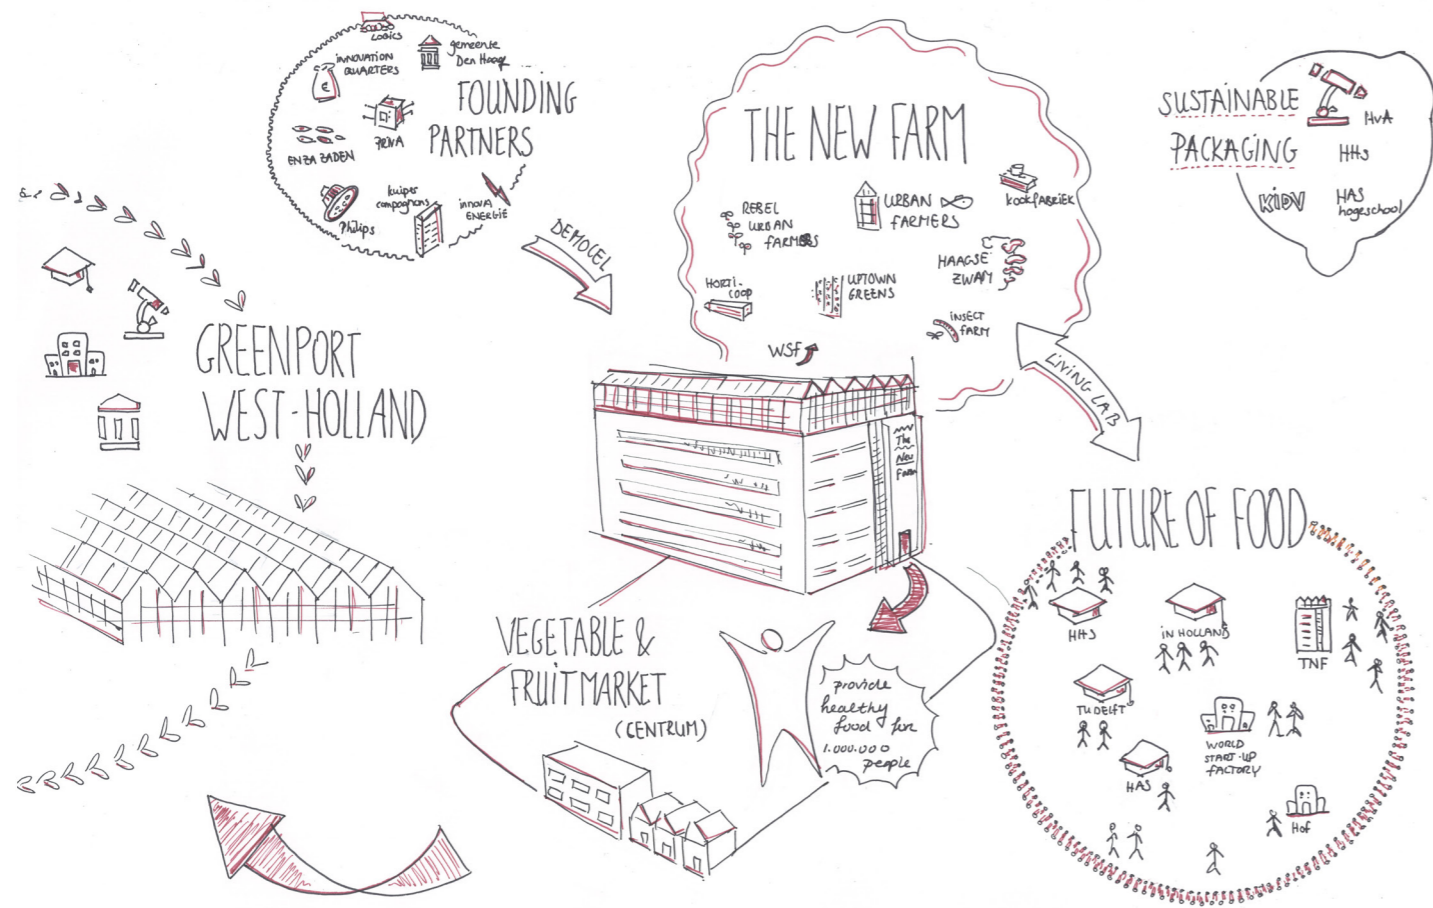 LOGICS
INNOVATION
QUARTERS
gemeente
Den Haag
€
FOUNDING
PARTNERS
PRIVA
ENZA ZADEN
Philips
kuiper
compagnons
innova
ENERGIE
DEMOCEL
THE NEW FARM
REBEL
URBAN
FARMERS
URBAN
FARMERS
KOOKFABRIEK
HAAGSE
ZWAM
HORTI-
COOP
UPTOWN
GREENS
INSECT
FARM
WSF
SUSTAINABLE
PACKAGING
HvA
HHS
KIDV
HAS
hogeschool
GREENPORT
WEST-HOLLAND
LIVING LAB
The
New
Farm
FUTURE OF FOOD
HHS
IN HOLLAND
TNF
TU DELFT
WORLD
START-UP
FACTORY
HAS
Hof
VEGETABLE &
FRUITMARKET
(CENTRUM)
provide
healthy
food for
1.000.000
people